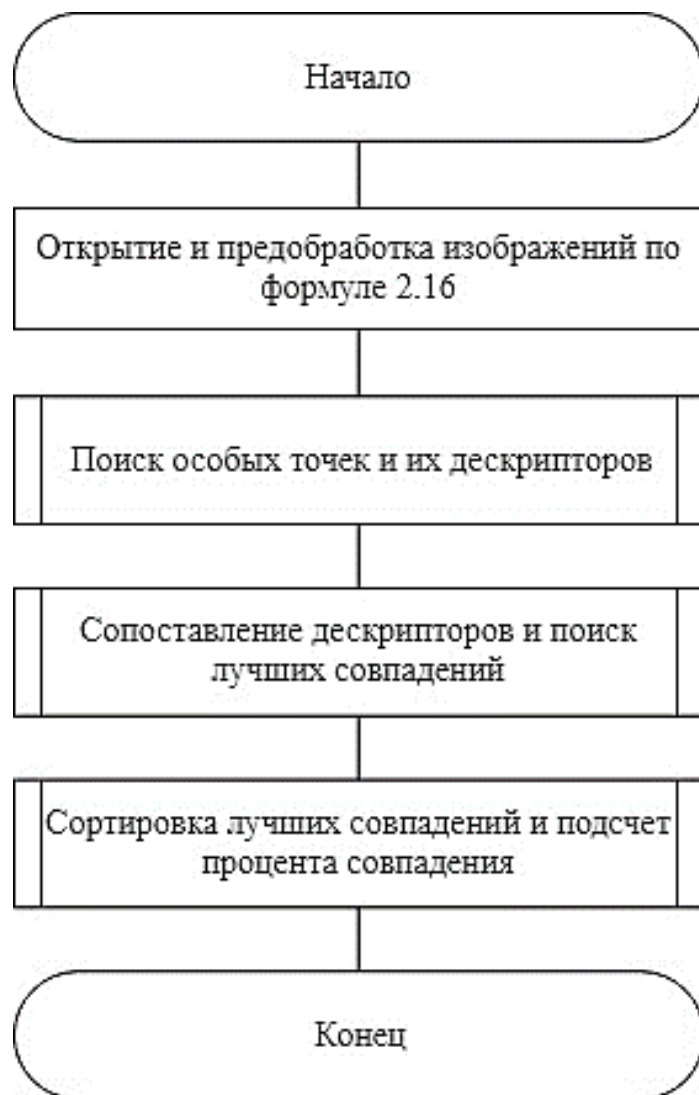 Начало
Открытие и предобработка изображений по
формуле 2.16
Поиск особых точек и их дескрипторов
Сопоставление дескрипторов и поиск
лучших совпадений
Сортировка лучших совпадений и подсчет
процента совпадения
Конец